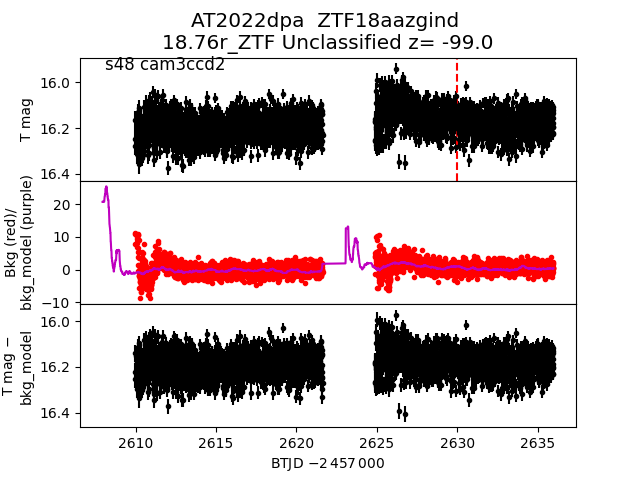 AT2022dpa  ZTF18aazgind
18.76r_ZTF Unclassified z= -99.0
s48 cam3ccd2
T mag
16.0
16.2
16.4
Bkg (red)/
bkg_model (purple)
20
10
0
−10
T mag −
bkg_model
16.0
16.2
16.4
2610 2615 2620 2625 2630 2635
BTJD −2 457 000